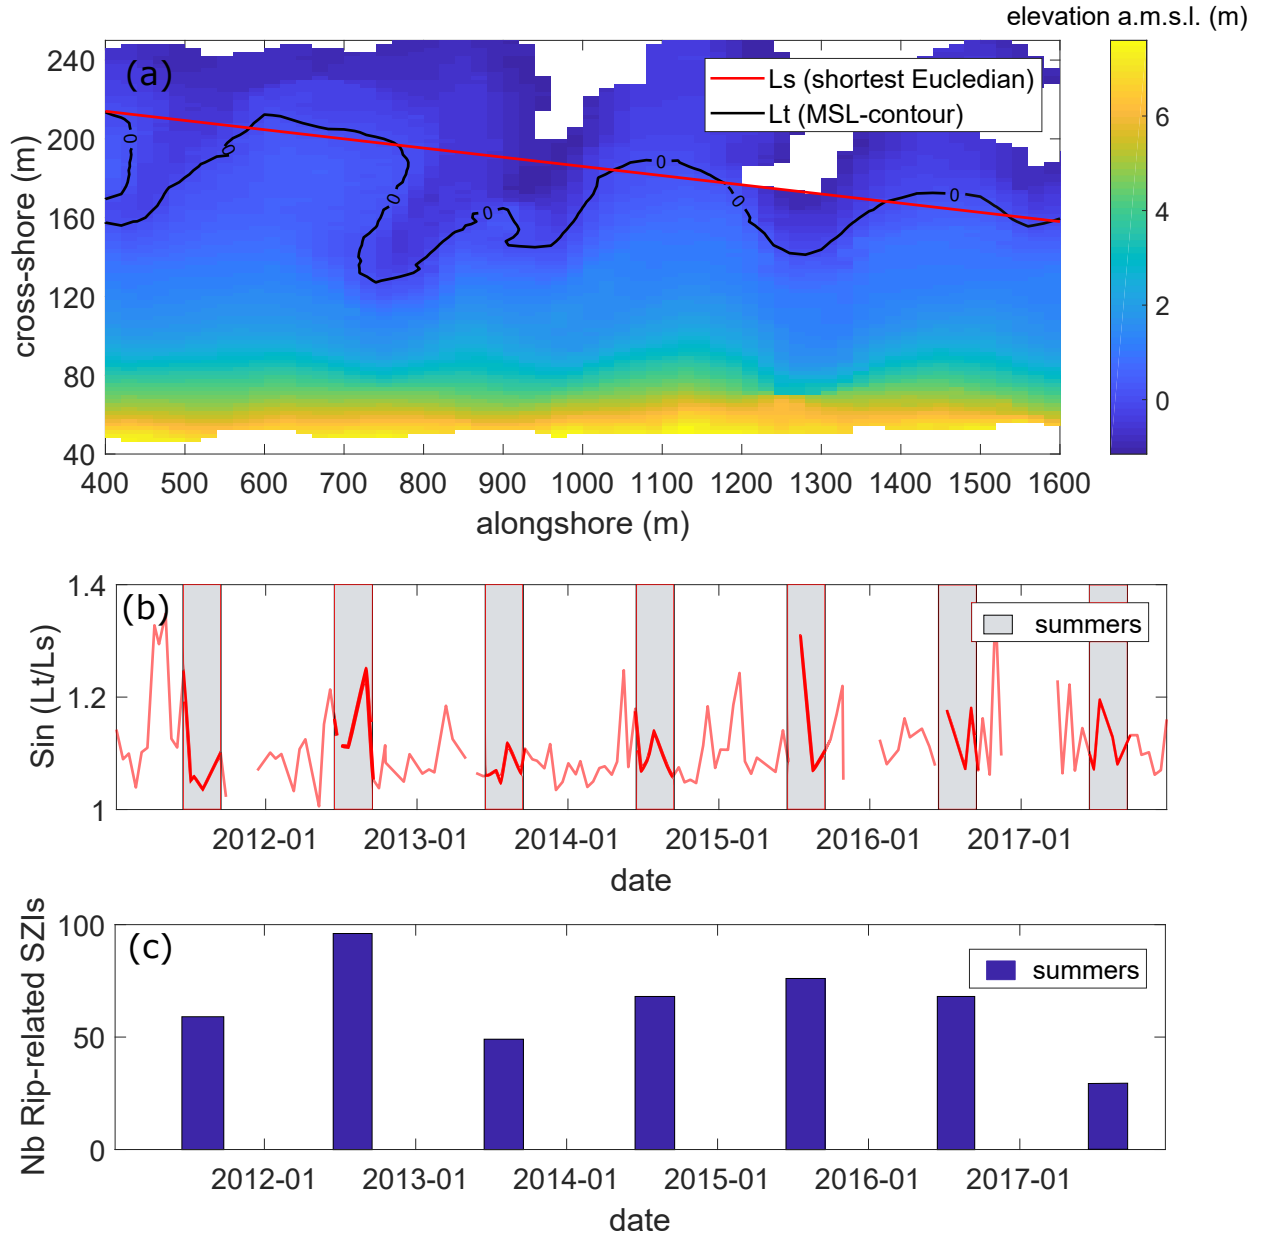 elevation a.m.s.l. (m)
(a)
Ls (shortest Eucledian)
Lt (MSL-contour)
240
200
160
120
80
40
cross-shore (m)
0 0 0 0 0 0 0
6
4
2
0
400 500 600 700 800 900 1000 1100 1200 1300 1400 1500 1600
alongshore (m)
(b)
summers
1.4
1.2
1
Sin (Lt/Ls)
2012-01 2013-01 2014-01 2015-01 2016-01 2017-01
date
(c)
summers
100
50
0
Nb Rip-related SZIs
2012-01 2013-01 2014-01 2015-01 2016-01 2017-01
date